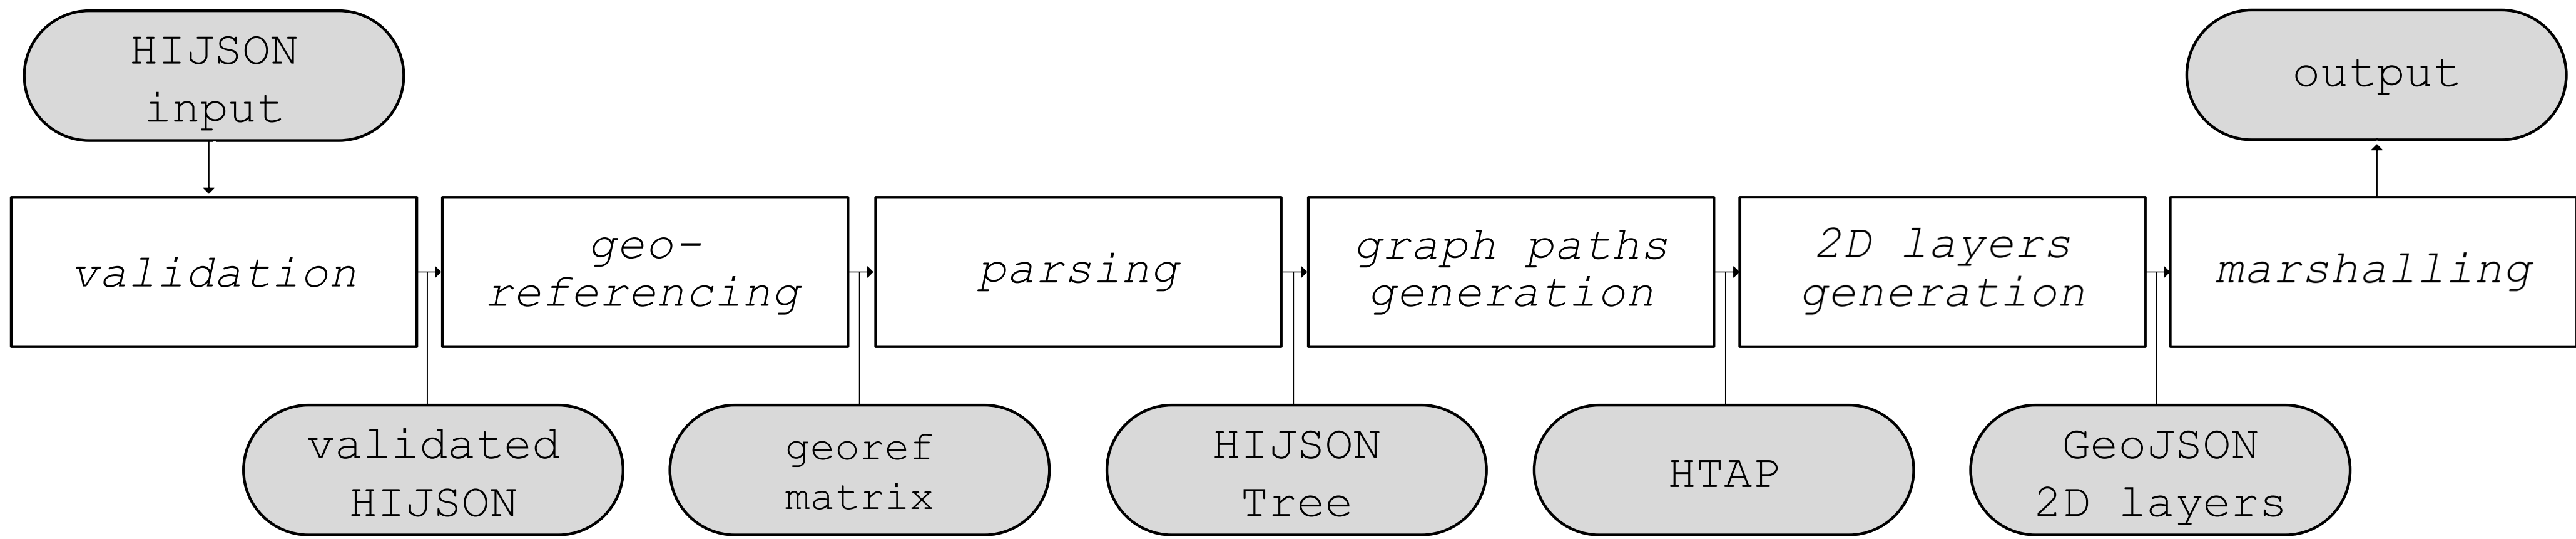 HIJSON
input
output
validation
geo-
referencing
parsing
graph paths
generation
2D layers
generation
marshalling
validated
HIJSON
georef
matrix
HIJSON
Tree
HTAP
GeoJSON
2D layers